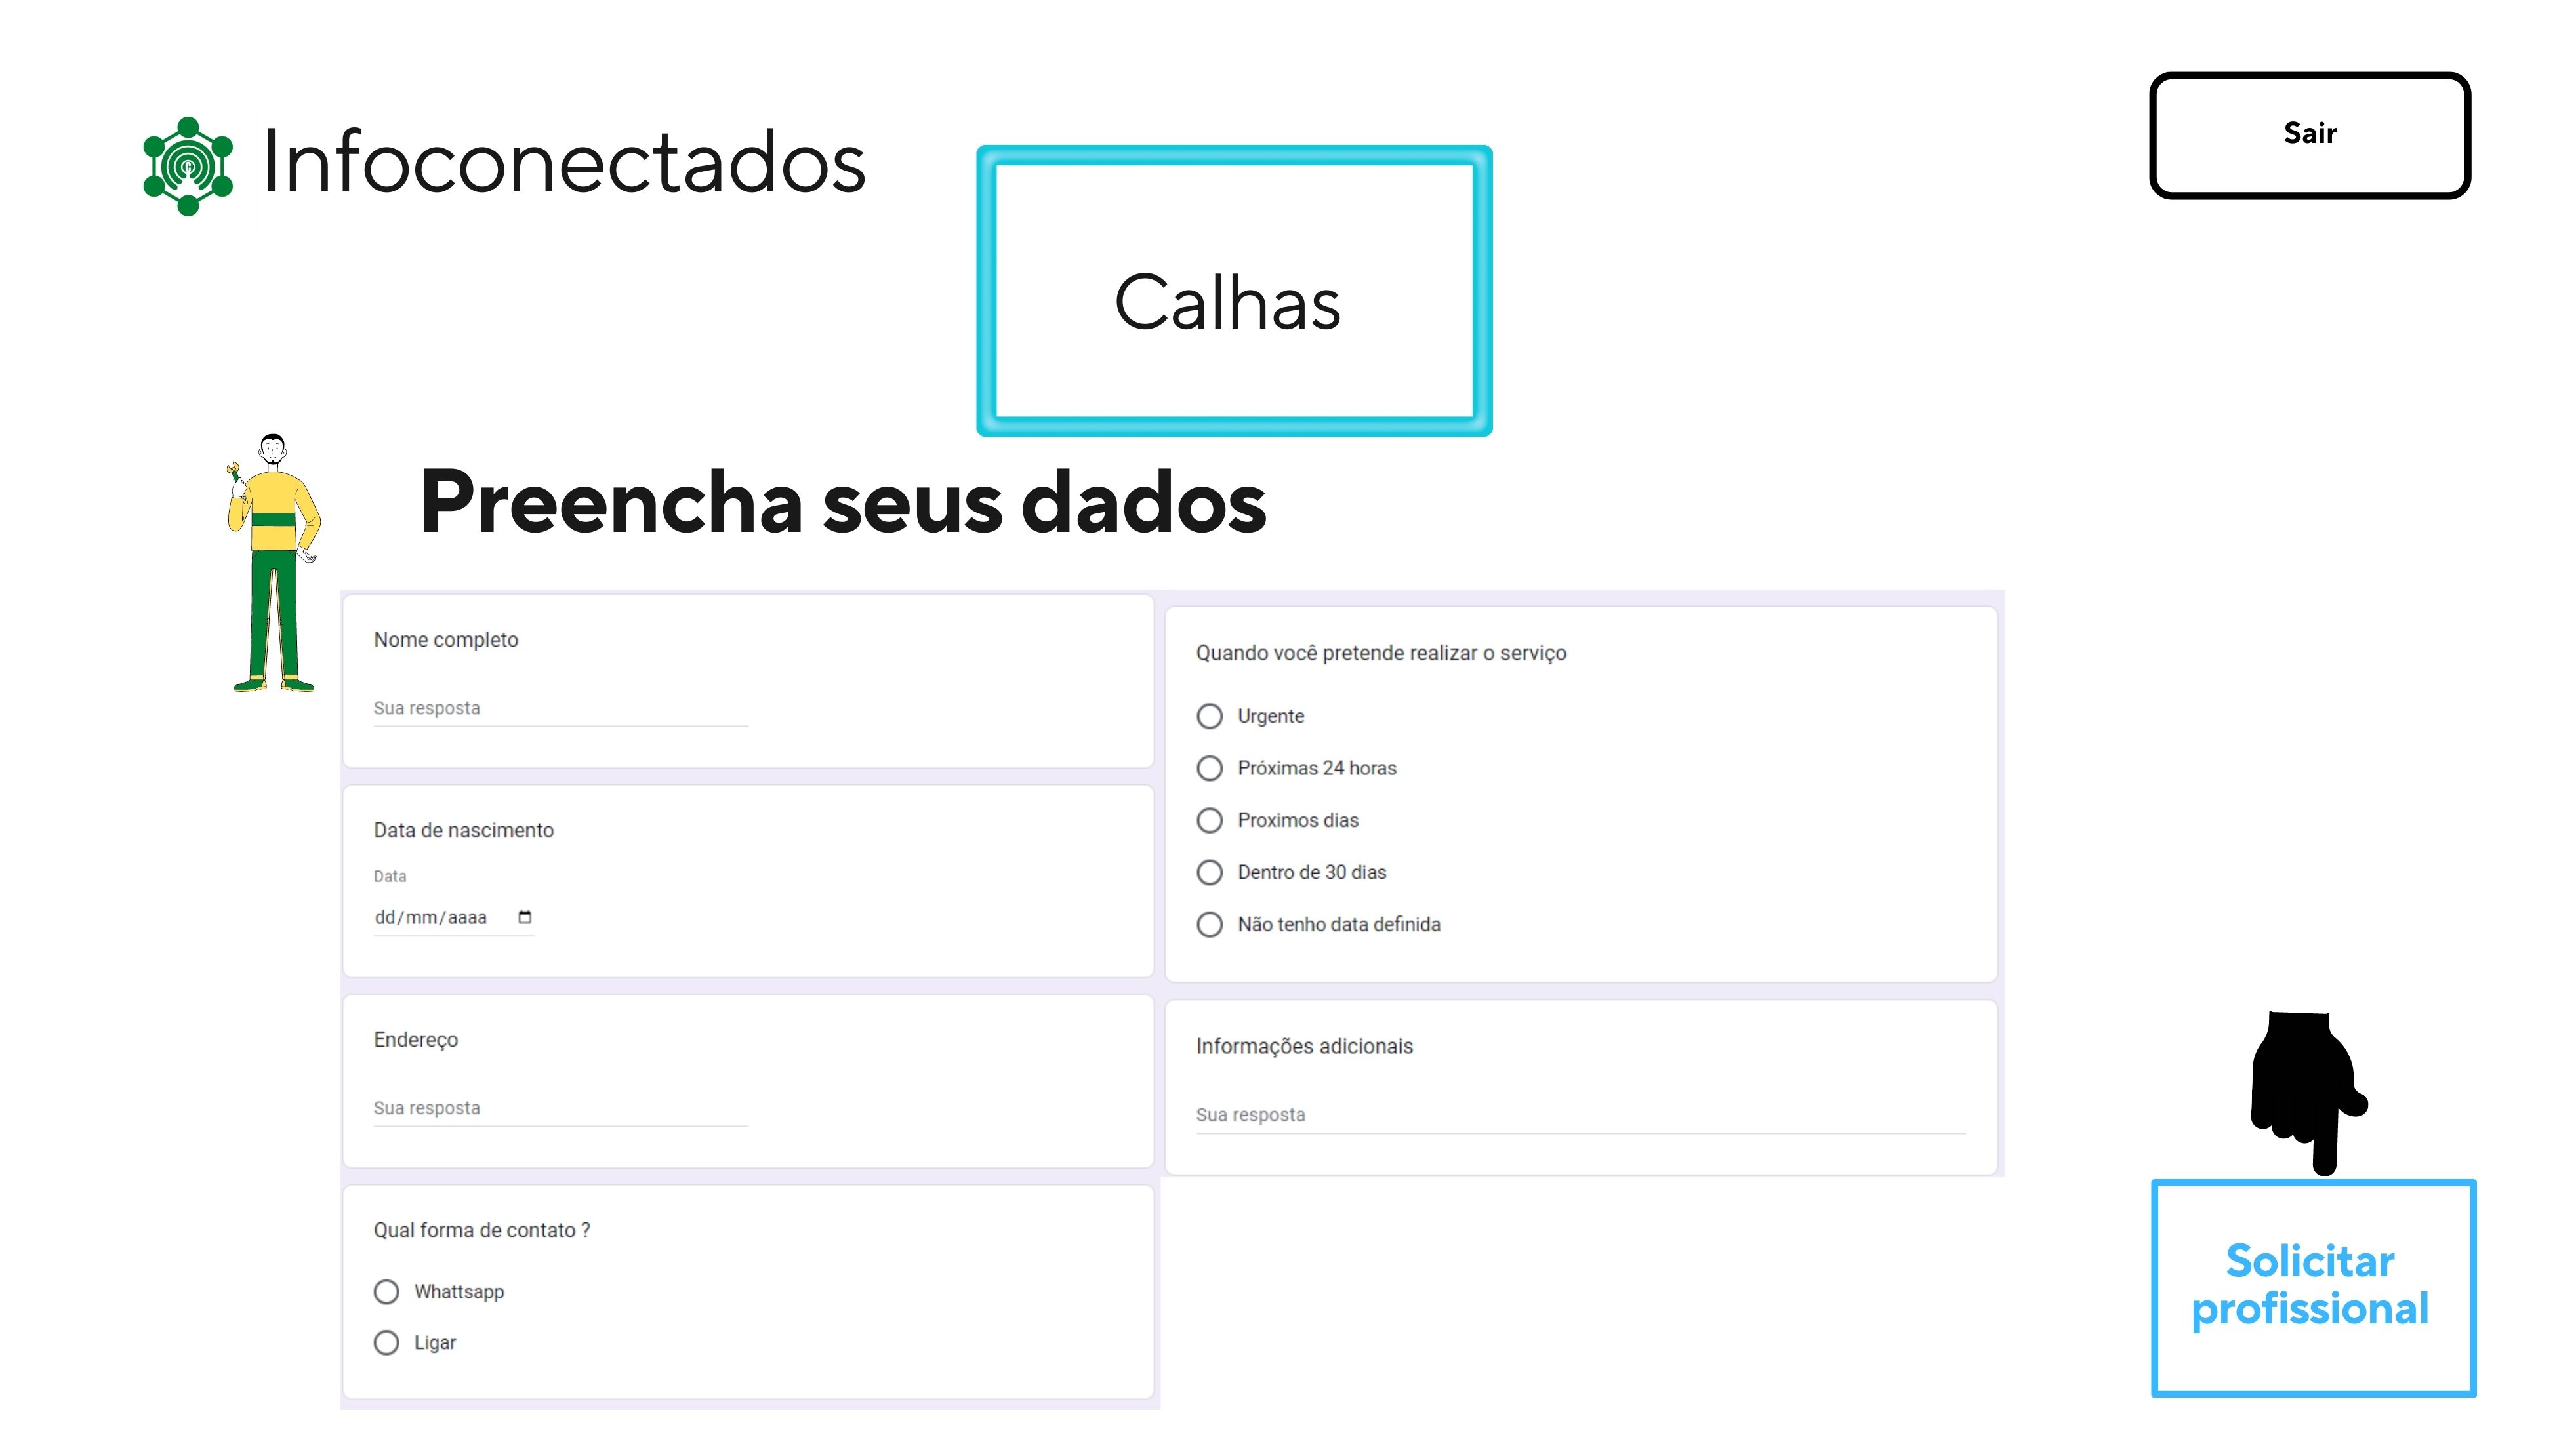 Infoconectados
Sair
Calhas
Preencha seus dados
Nome completo
Sua resposta
Data de nascimento
Data
dd/mm/aaaa
Endereço
Sua resposta
Qual forma de contato ?
Whattsapp
Ligar
Quando você pretende realizar o serviço
Urgente
Próximas 24 horas
Proximos dias
Dentro de 30 dias
Não tenho data definida
Informações adicionais
Sua resposta
Solicitar
profissional